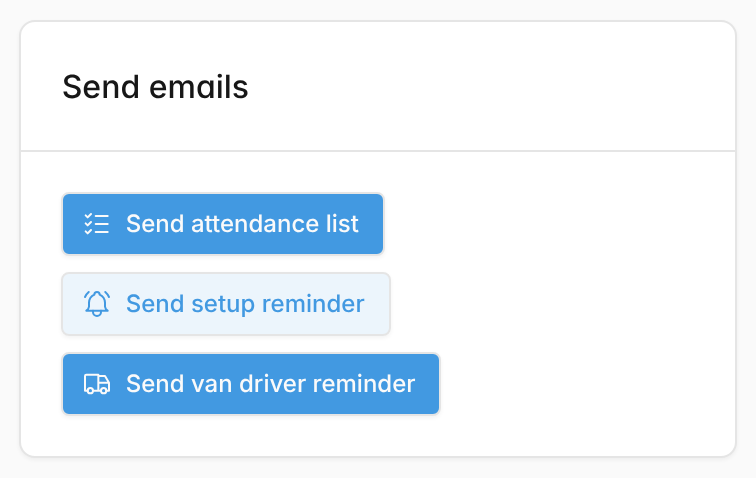 Send emails
Send attendance list
Send setup reminder
Send van driver reminder